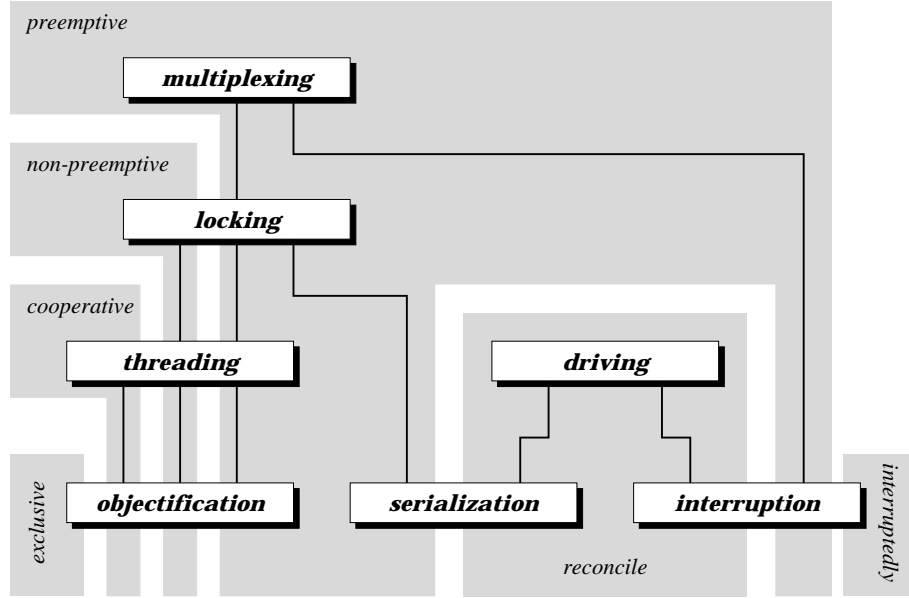 preemptive
multiplexing
non-preemptive
locking
cooperative
threading
driving
exclusive
objectification
serialization
interruption
interruptedly
reconcile